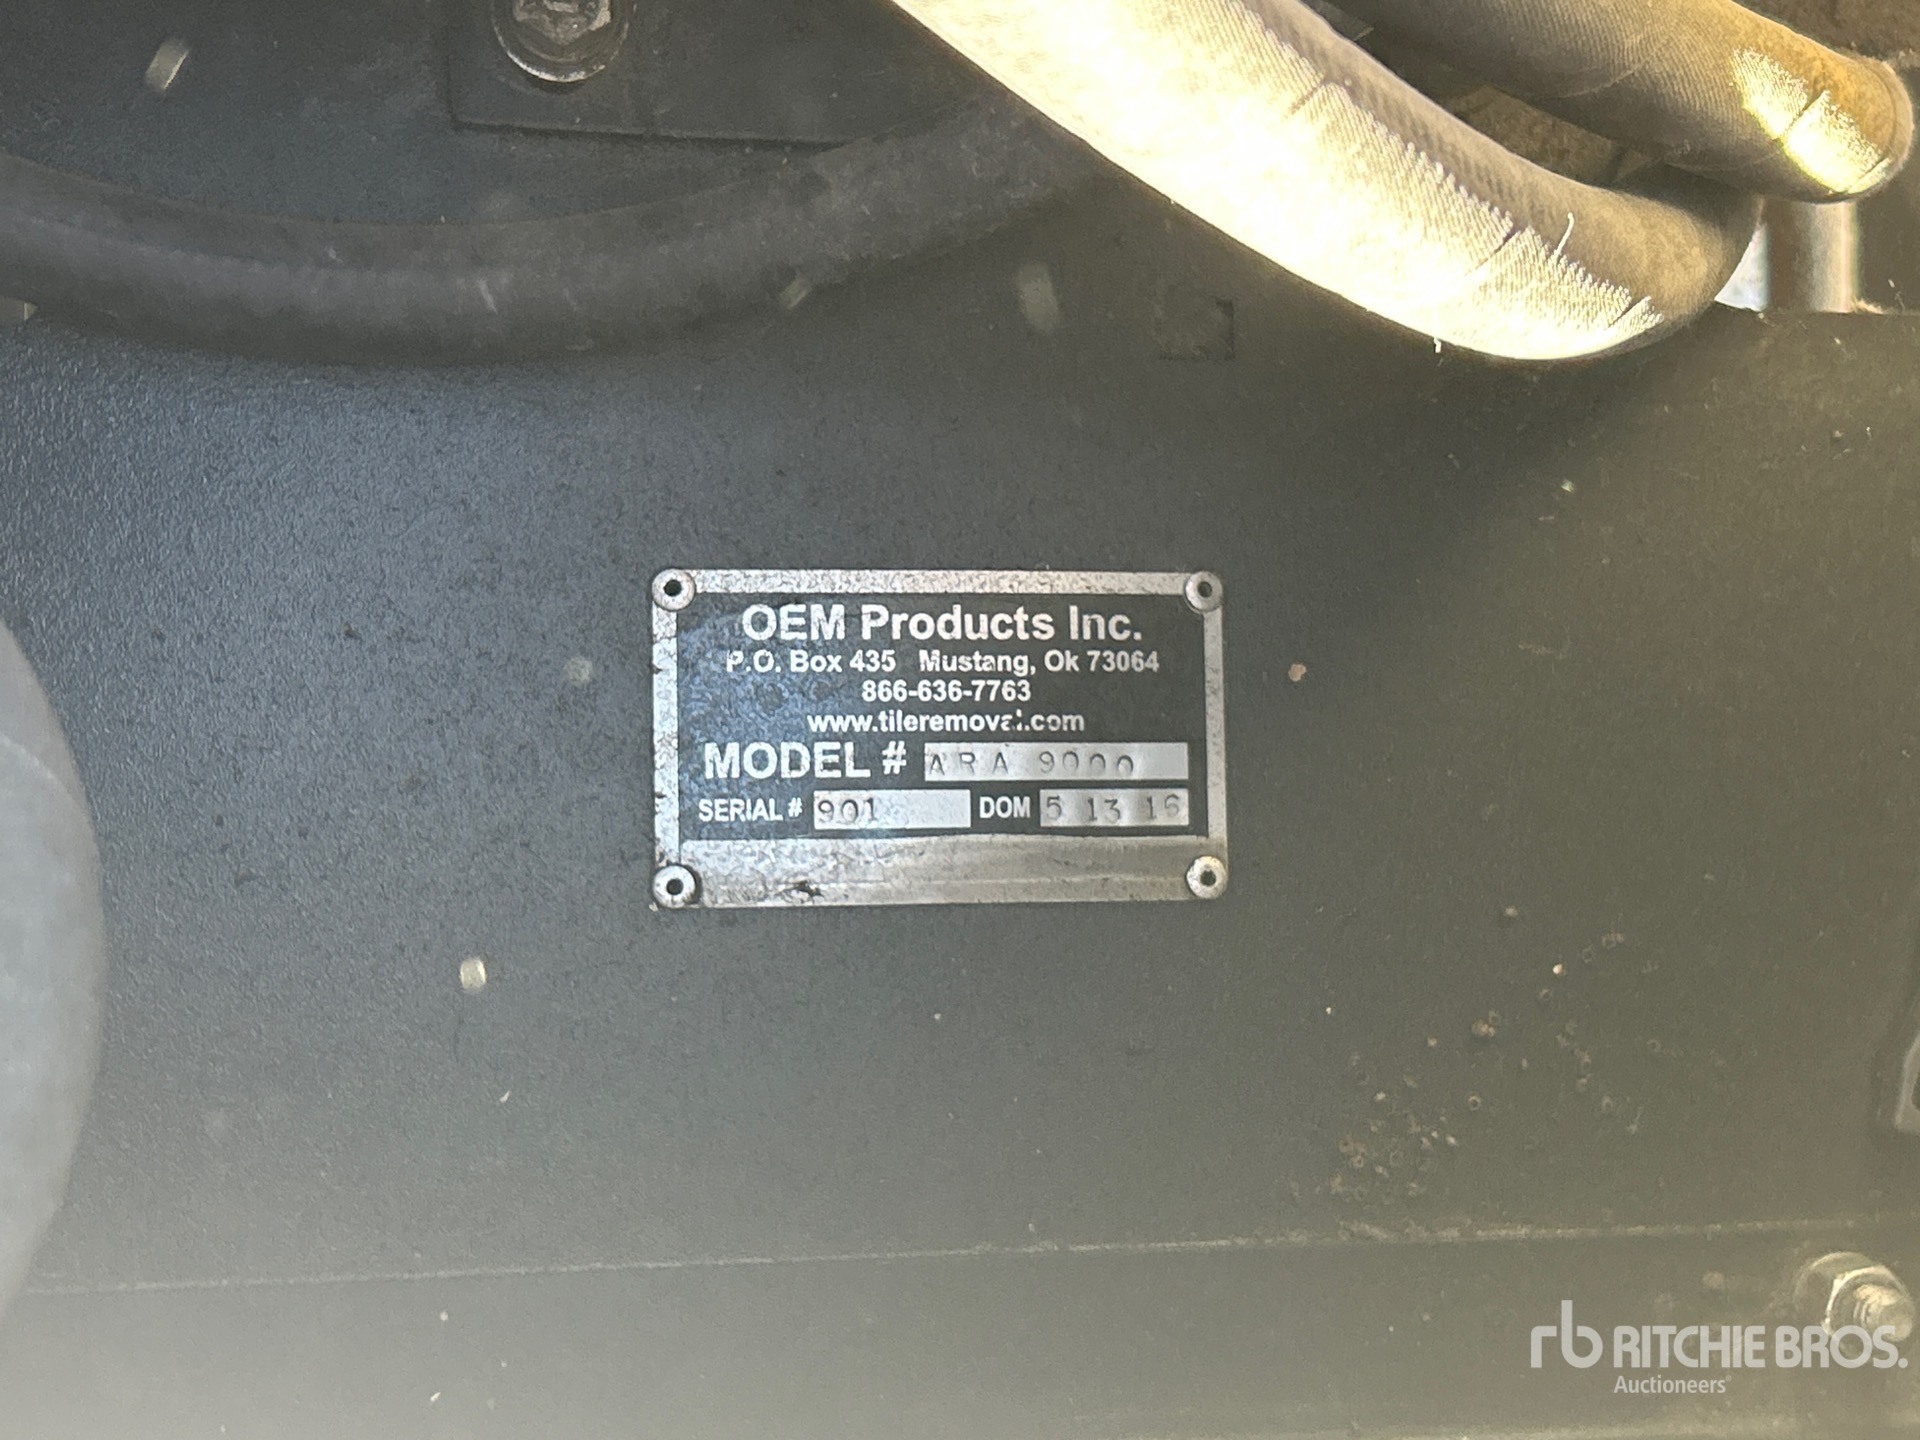 OEM Products Inc.
P.O. Box 435 Mustang, Ok 73064
866-636-7763
www.tileremoval.com
MODEL # ARA 9000
SERIAL # 901 DOM 5 13 16
rb RITCHIE BROS.
Auctioneers